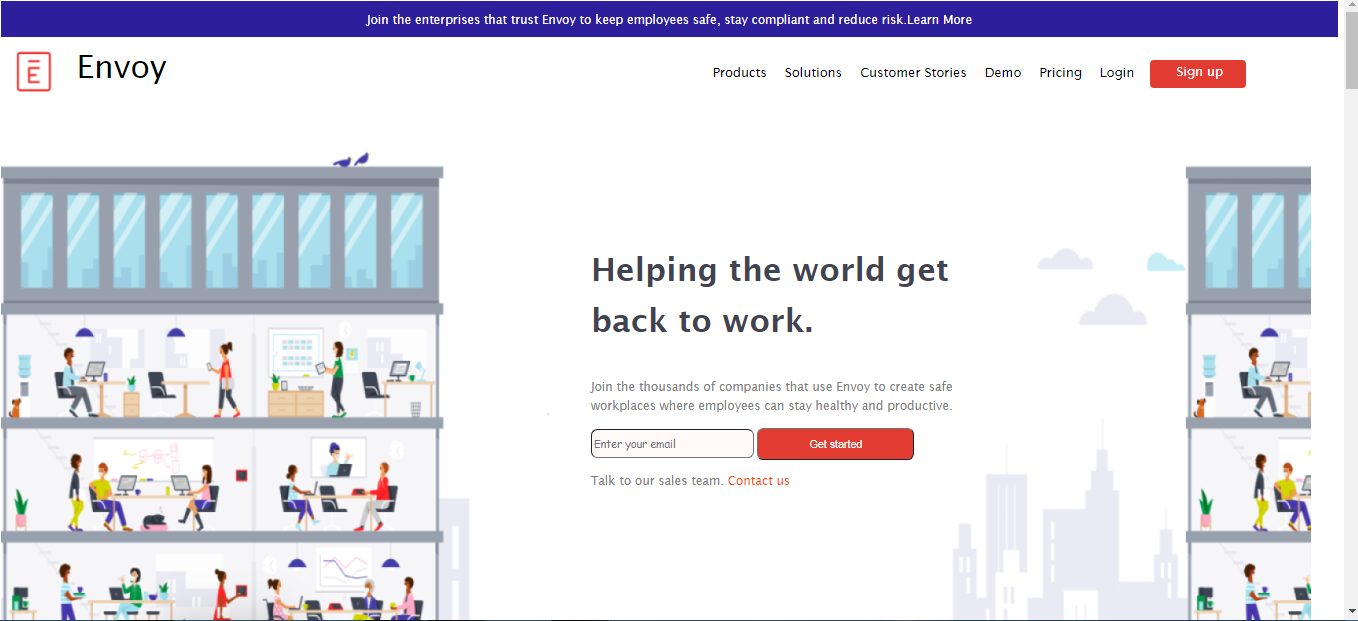 Join the enterprises that trust Envoy to keep employees safe, stay compliant and reduce risk.Learn More
E Envoy
Products Solutions Customer Stories Demo Pricing Login Sign up
Helping the world get
back to work.
Join the thousands of companies that use Envoy to create safe
workplaces where employees can stay healthy and productive.
Enter your email Get started
Talk to our sales team. Contact us